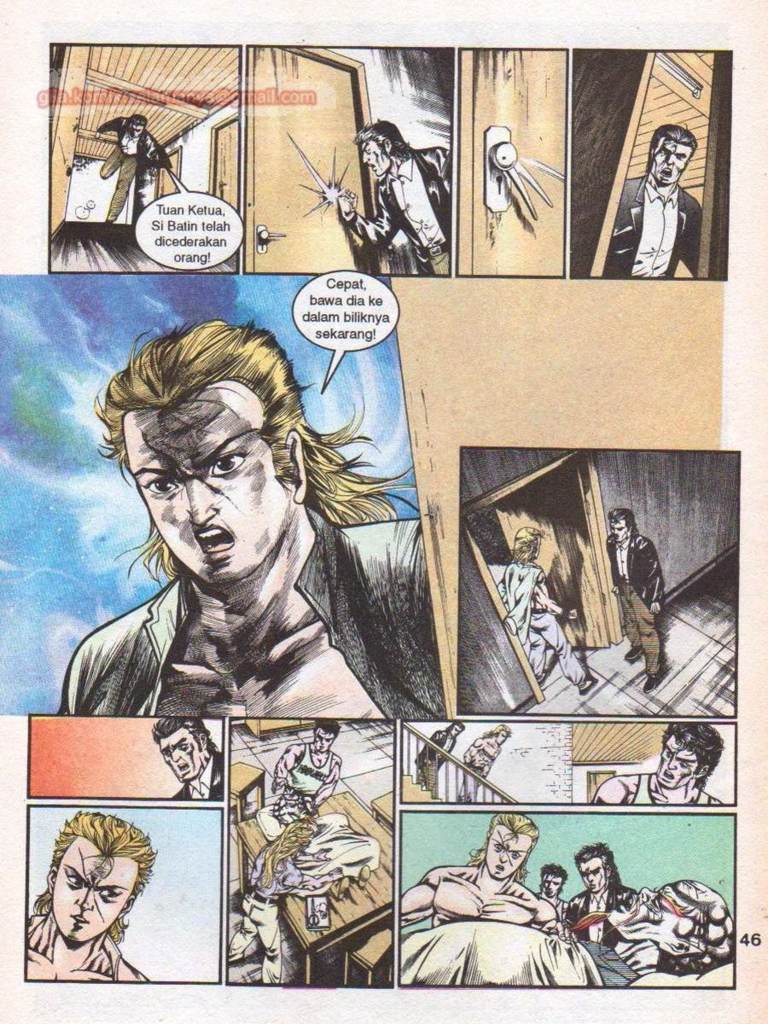 Tuan Ketua,
Si Batin telah
dicederakan
orang!
Cepat,
bawa dia ke
dalam biliknya
sekarang!
46